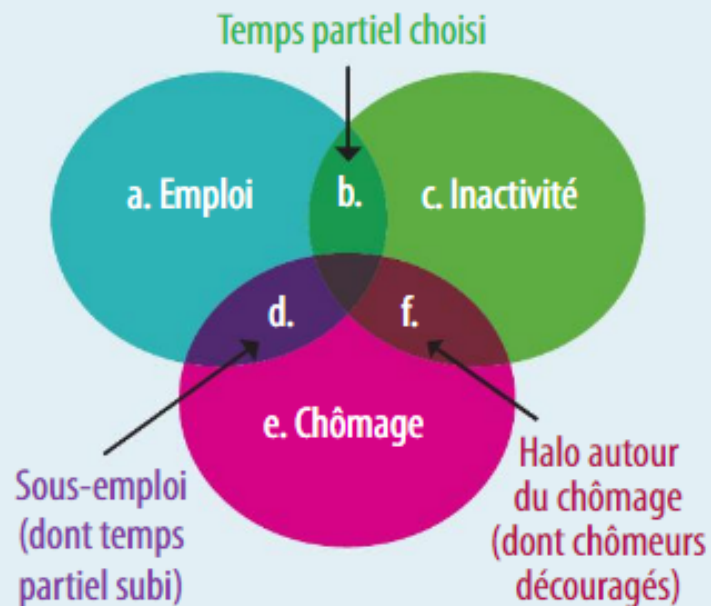 Temps partiel choisi
a. Emploi
b.
c. Inactivité
d.
f.
e. Chômage
Sous-emploi
(dont temps
partiel subi)
Halo autour
du chômage
(dont chômeurs
découragés)